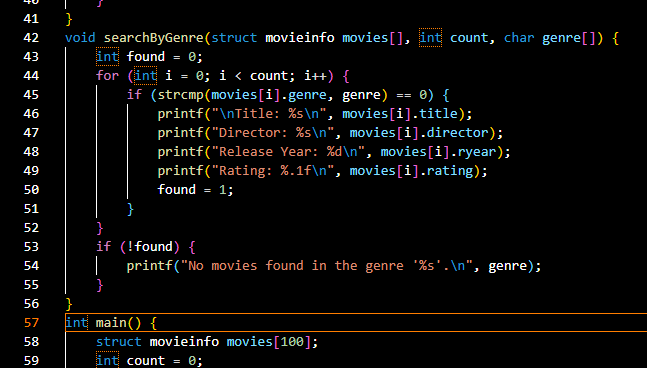 40 }
41 }
42 void searchByGenre(struct movieinfo movies[], int count, char genre[]) {
43 int found = 0;
44 for (int i = 0; i < count; i++) {
45 if (strcmp(movies[i].genre, genre) == 0) {
46 printf("\nTitle: %s\n", movies[i].title);
47 printf("Director: %s\n", movies[i].director);
48 printf("Release Year: %d\n", movies[i].ryear);
49 printf("Rating: %.1f\n", movies[i].rating);
50 found = 1;
51 }
52 }
53 if (!found) {
54 printf("No movies found in the genre '%s'.\n", genre);
55 }
56 }
57 int main() {
58 struct movieinfo movies[100];
59 int count = 0;